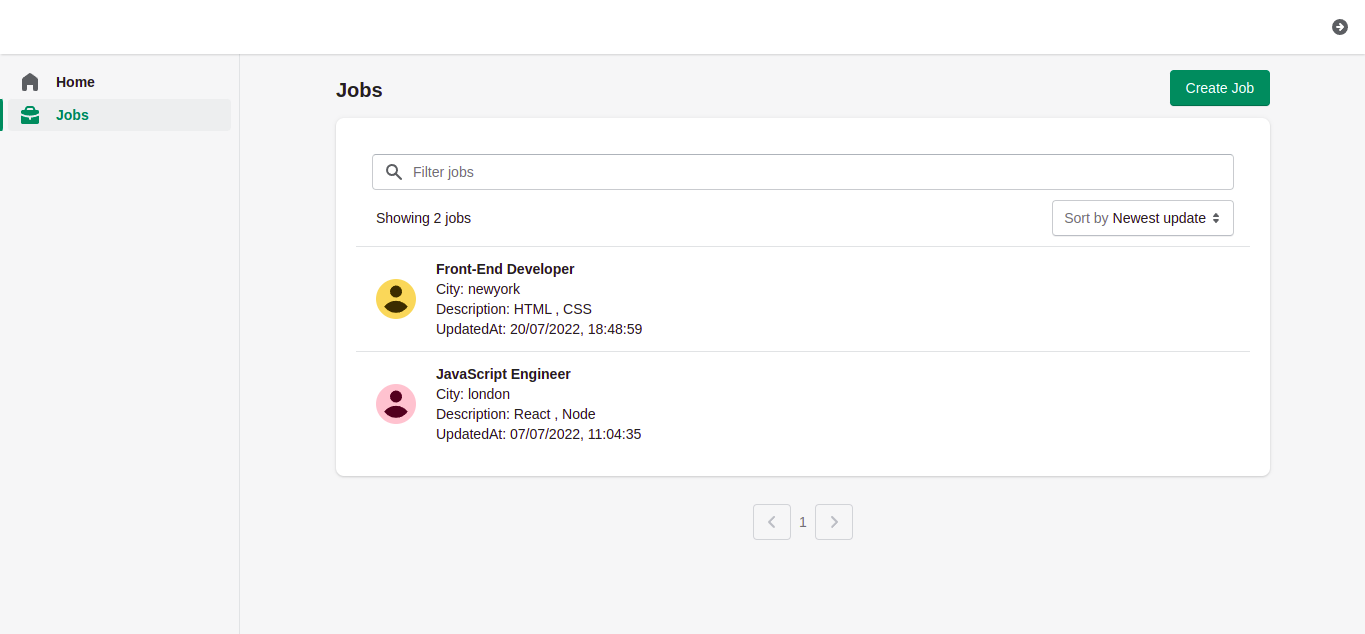 Home
Jobs
Jobs
Create Job
Filter jobs
Showing 2 jobs
Sort by Newest update
Front-End Developer
City: newyork
Description: HTML , CSS
UpdatedAt: 20/07/2022, 18:48:59
JavaScript Engineer
City: london
Description: React , Node
UpdatedAt: 07/07/2022, 11:04:35
1